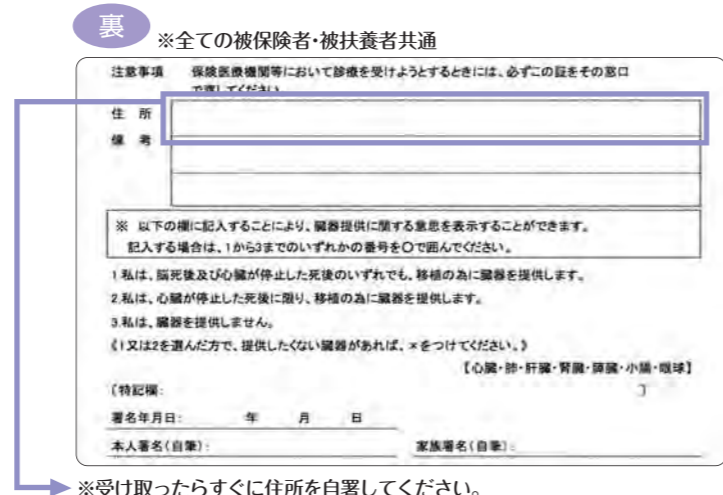 裏
※全ての被保険者・被扶養者共通
注意事項 保険医療機関等において診療を受けようとするときには、必ずこの証をその窓口
で渡してください
住所
備考
※ 以下の欄に記入することにより、臓器提供に関する意思を表示することができます。
記入する場合は、1から3までのいずれかの番号を〇で囲んでください。
1.私は、脳死後及び心臓が停止した死後のいずれでも、移植の為に臓器を提供します。
2.私は、心臓が停止した死後に限り、移植の為に臓器を提供します。
3.私は、臓器を提供しません。
《1又は2を選んだ方で、提供したくない臓器があれば、×をつけてください。》
【心臓・肺・肝臓・腎臓・膵臓・小腸・眼球】
〔特記欄: 〕
署名年月日: 年 月 日
本人署名(自筆): 家族署名(自筆):
※受け取ったらすぐに住所を自署してください。